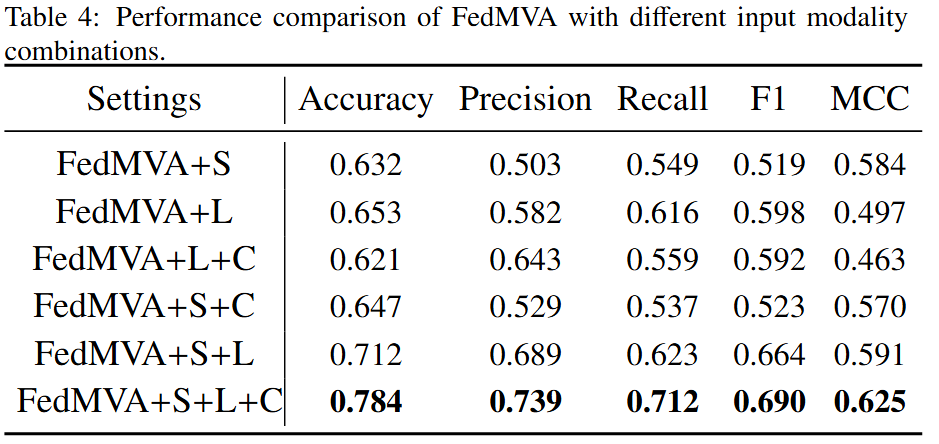 Table 4: Performance comparison of FedMVA with different input modality
combinations.
Settings Accuracy Precision Recall F1 MCC
FedMVA+S 0.632 0.503 0.549 0.519 0.584
FedMVA+L 0.653 0.582 0.616 0.598 0.497
FedMVA+L+C 0.621 0.643 0.559 0.592 0.463
FedMVA+S+C 0.647 0.529 0.537 0.523 0.570
FedMVA+S+L 0.712 0.689 0.623 0.664 0.591
FedMVA+S+L+C 0.784 0.739 0.712 0.690 0.625